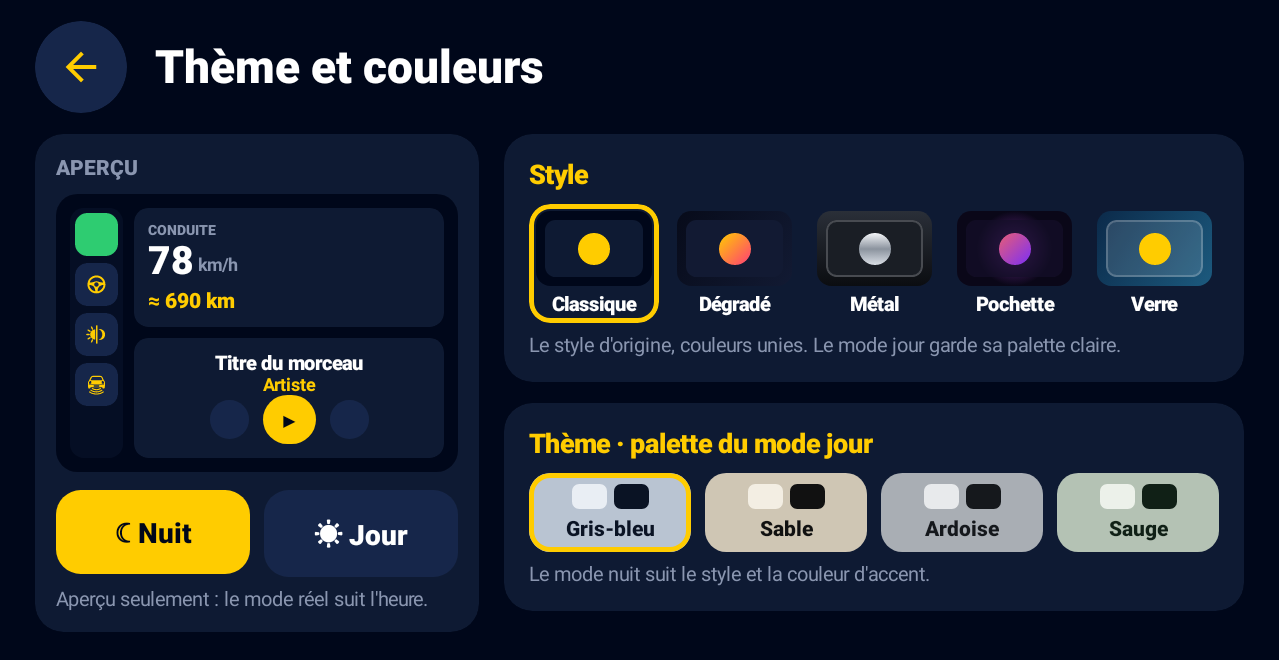 Thème et couleurs
APERÇU
CONDUITE
78 km/h
≈ 690 km
Titre du morceau
Artiste
Nuit
Jour
Aperçu seulement : le mode réel suit l'heure.
Style
Classique
Dégradé
Métal
Pochette
Verre
Le style d'origine, couleurs unies. Le mode jour garde sa palette claire.
Thème · palette du mode jour
Gris-bleu
Sable
Ardoise
Sauge
Le mode nuit suit le style et la couleur d'accent.